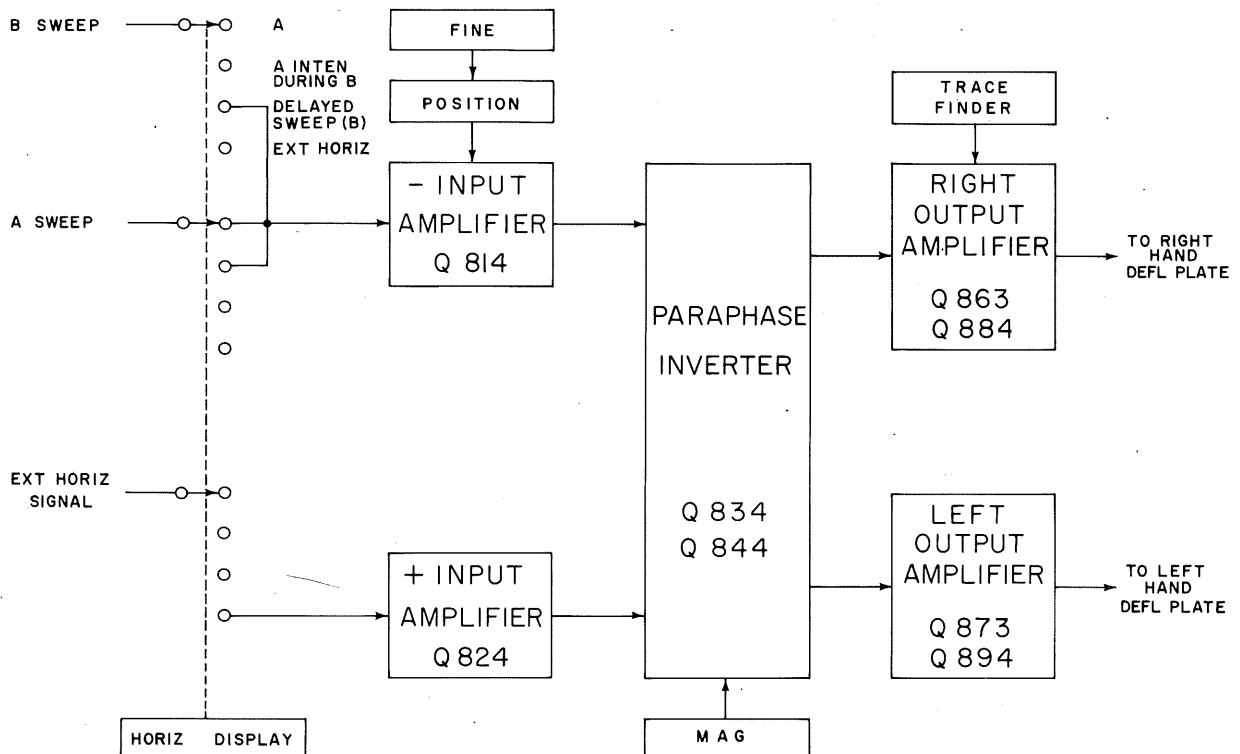 B SWEEP
A
A INTEN
DURING B
DELAYED
SWEEP (B)
EXT HORIZ
A SWEEP
EXT HORIZ
SIGNAL
HORIZ DISPLAY
FINE
POSITION
- INPUT
AMPLIFIER
Q 814
+ INPUT
AMPLIFIER
Q 824
PARAPHASE
INVERTER
Q 834
Q 844
MAG
TRACE
FINDER
RIGHT
OUTPUT
AMPLIFIER
Q 863
Q 884
TO RIGHT
HAND
DEFL PLATE
LEFT
OUTPUT
AMPLIFIER
Q 873
Q 894
TO LEFT
HAND
DEFL PLATE